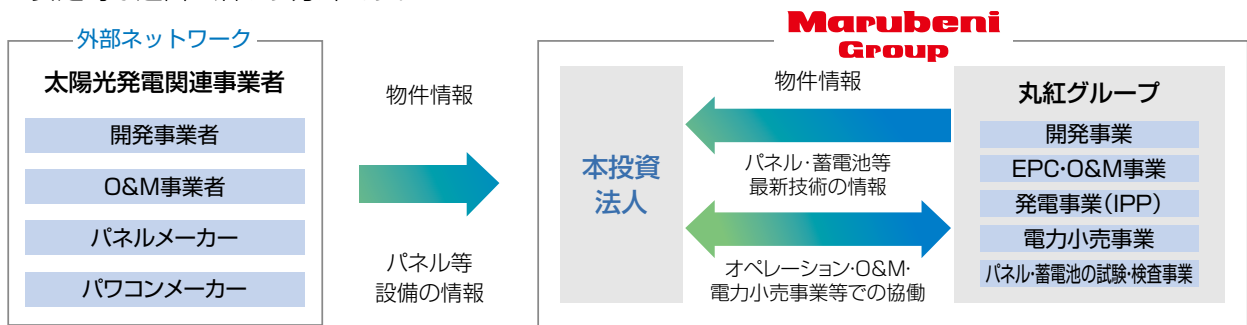 外部ネットワーク
太陽光発電関連事業者
開発事業者
O&M事業者
パネルメーカー
パワコンメーカー
物件情報
パネル等
設備の情報
Marubeni
Group
本投資
法人
物件情報
パネル・蓄電池等
最新技術の情報
オペレーション・O&M・
電力小売事業等での協働
丸紅グループ
開発事業
EPC・O&M事業
発電事業(IPP)
電力小売事業
パネル・蓄電池の試験・検査事業